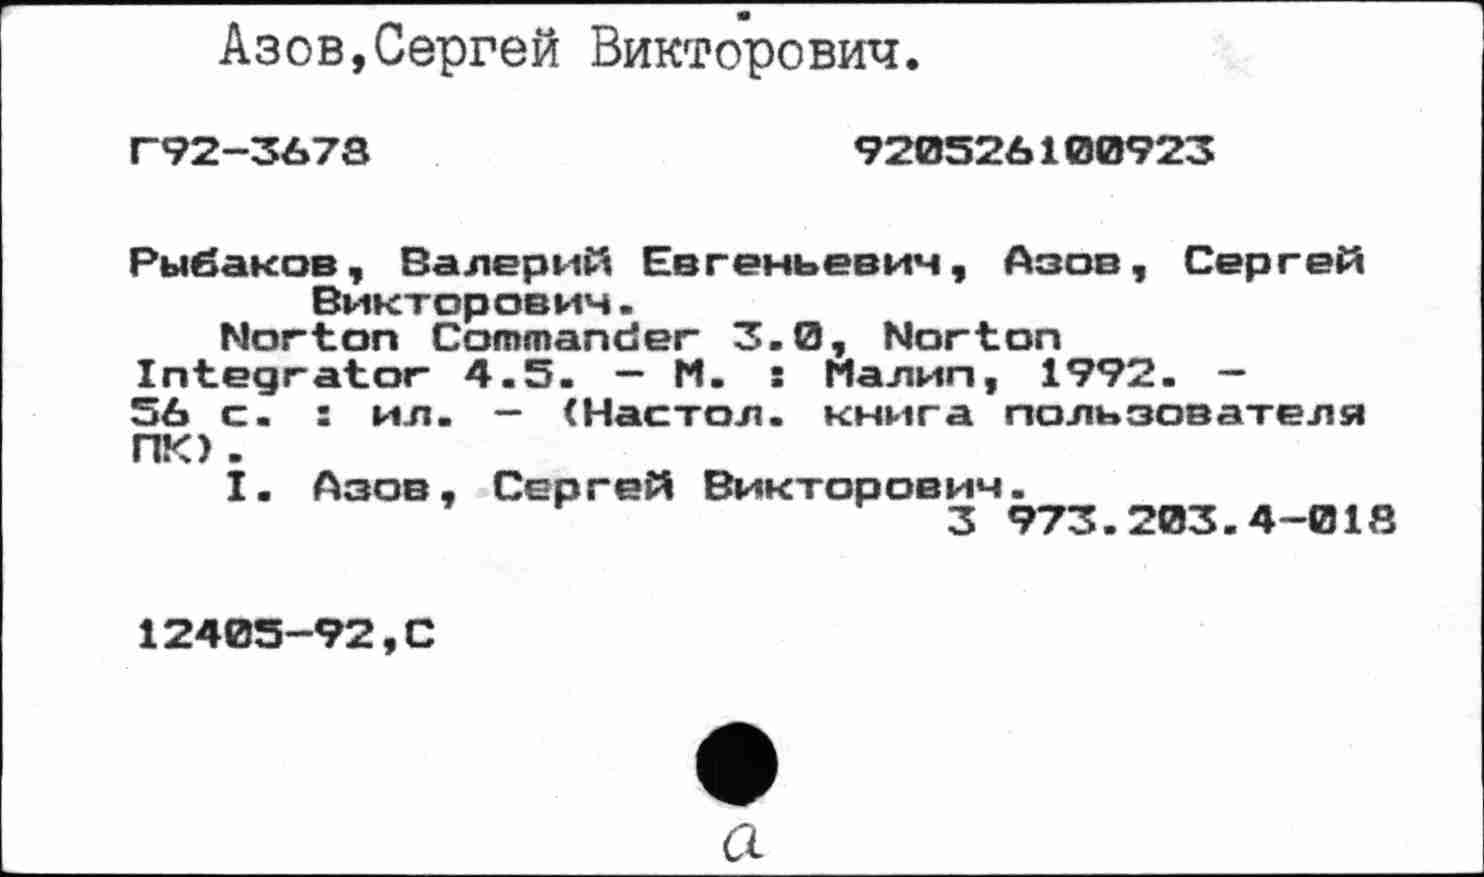 Азов,Сергей Викторович.
Г92-3678 920526100923
Рыбаков, Валерий Евгеньевич, Азов, Сергей
Викторович.
Norton Commander 3.0, Norton
Integrator 4.5. - М. : Малип, 1992. -
56 с. : ил. - (Настол. книга пользователя
ПК).
I. Азов, Сергей Викторович.
3 973.203.4-018
12405-92,С
а